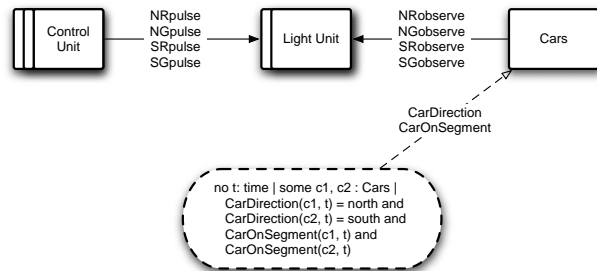 Control
Unit
NRpulse
NGpulse
SRpulse
SGpulse
Light Unit
NRobserve
NGobserve
SRobserve
SGobserve
Cars
CarDirection
CarOnSegment
no t: time | some c1, c2 : Cars |
CarDirection(c1, t) = north and
CarDirection(c2, t) = south and
CarOnSegment(c1, t) and
CarOnSegment(c2, t)